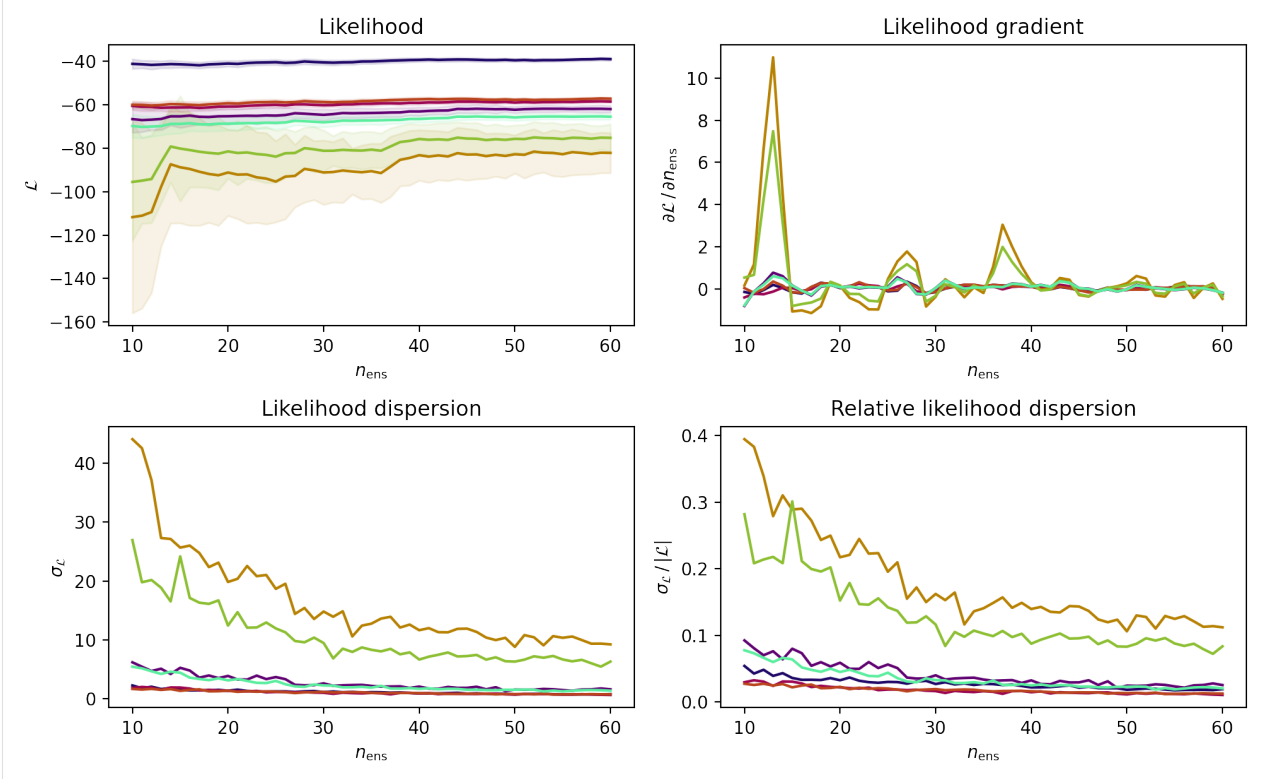 Likelihood
ℒ
−40
−60
−80
−100
−120
−140
−160
10 20 30 40 50 60
n_ens
Likelihood gradient
∂ℒ / ∂n_ens
10
8
6
4
2
0
10 20 30 40 50 60
n_ens
Likelihood dispersion
σ_ℒ
40
30
20
10
0
10 20 30 40 50 60
n_ens
Relative likelihood dispersion
σ_ℒ / |ℒ|
0.4
0.3
0.2
0.1
0.0
10 20 30 40 50 60
n_ens